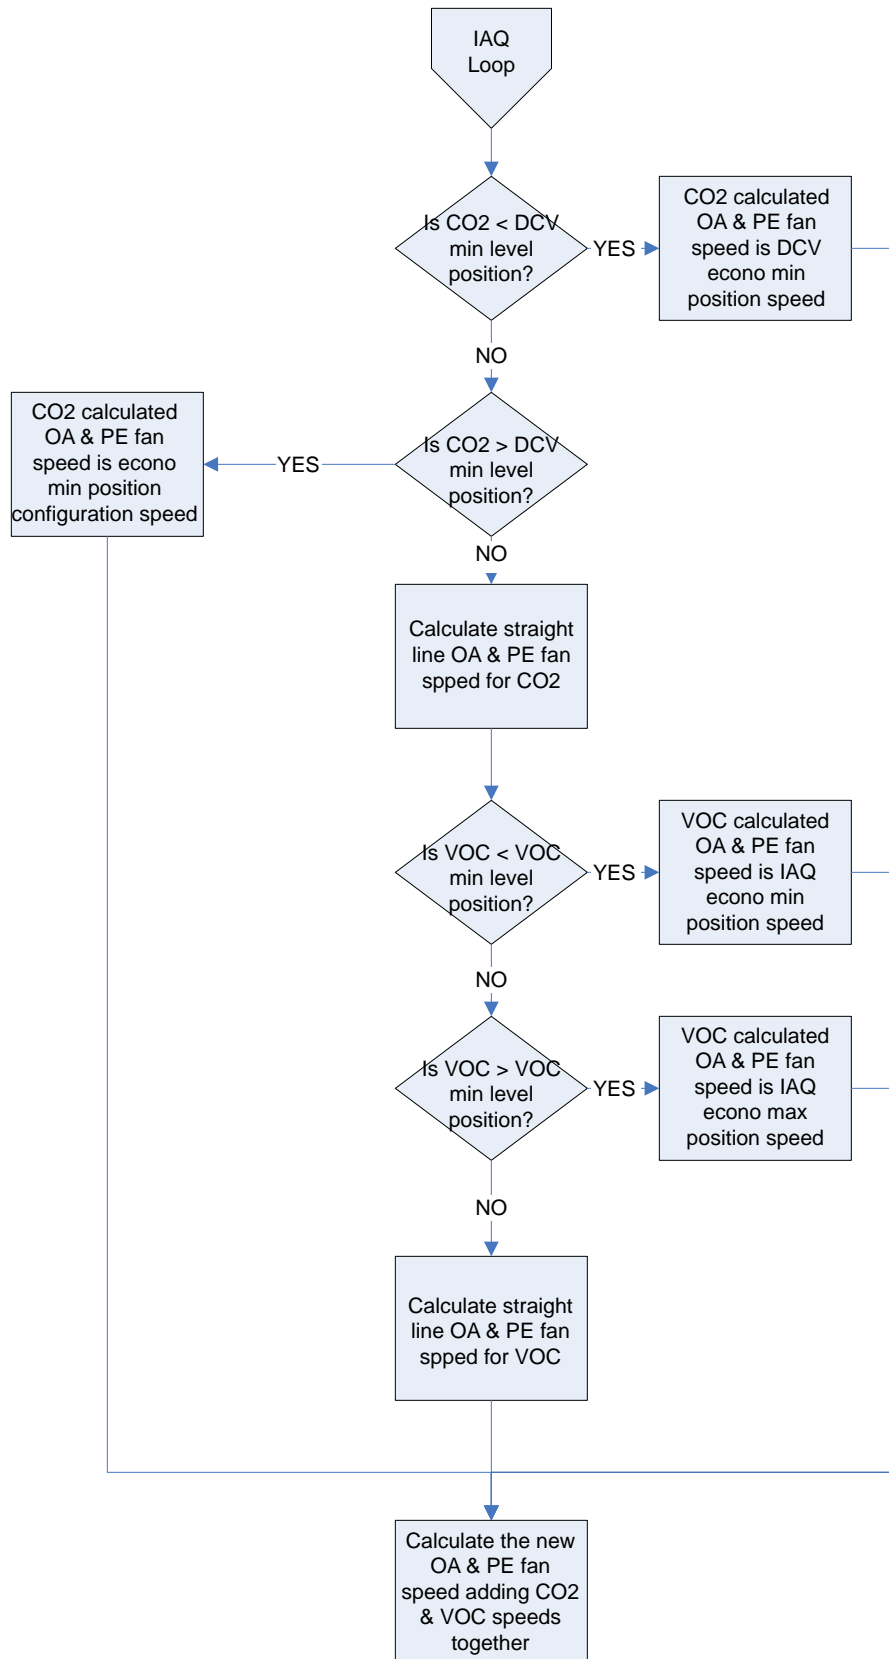 IAQ
Loop
Is CO2 < DCV
min level
position?
YES
CO2 calculated
OA & PE fan
speed is DCV
econo min
position speed
NO
CO2 calculated
OA & PE fan
speed is econo
min position
configuration speed
YES
Is CO2 > DCV
min level
position?
NO
Calculate straight
line OA & PE fan
spped for CO2
Is VOC < VOC
min level
position?
YES
VOC calculated
OA & PE fan
speed is IAQ
econo min
position speed
NO
Is VOC > VOC
min level
position?
YES
VOC calculated
OA & PE fan
speed is IAQ
econo max
position speed
NO
Calculate straight
line OA & PE fan
spped for VOC
Calculate the new
OA & PE fan
speed adding CO2
& VOC speeds
together